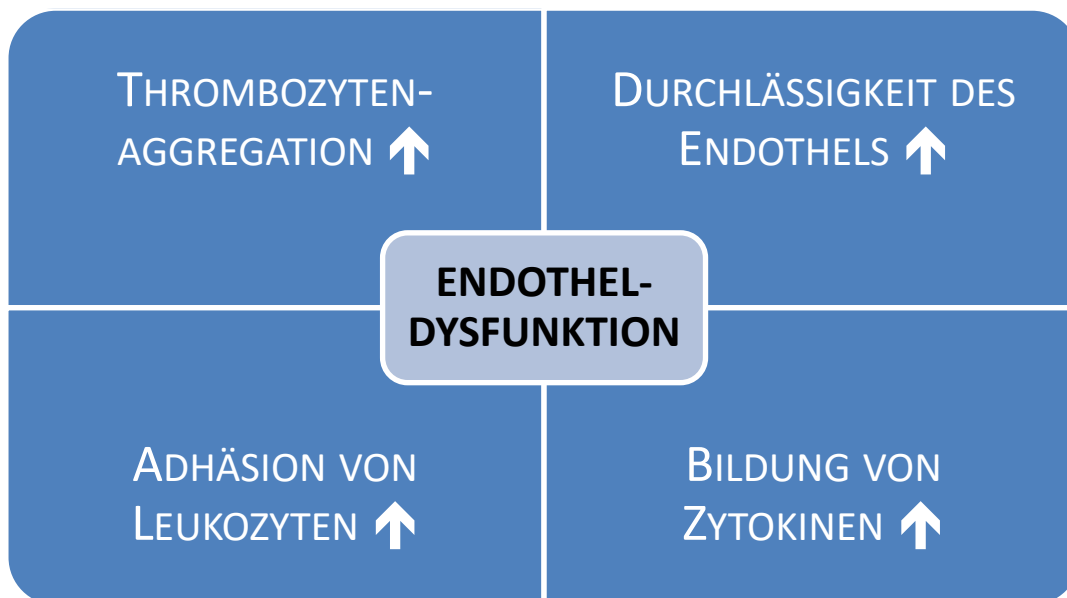 THROMBOZYTEN-
AGGREGATION ↑
DURCHLÄSSIGKEIT DES
ENDOTHELS ↑
ENDOTHEL-
DYSFUNKTION
ADHÄSION VON
LEUKOZYTEN ↑
BILDUNG VON
ZYTOKINEN ↑